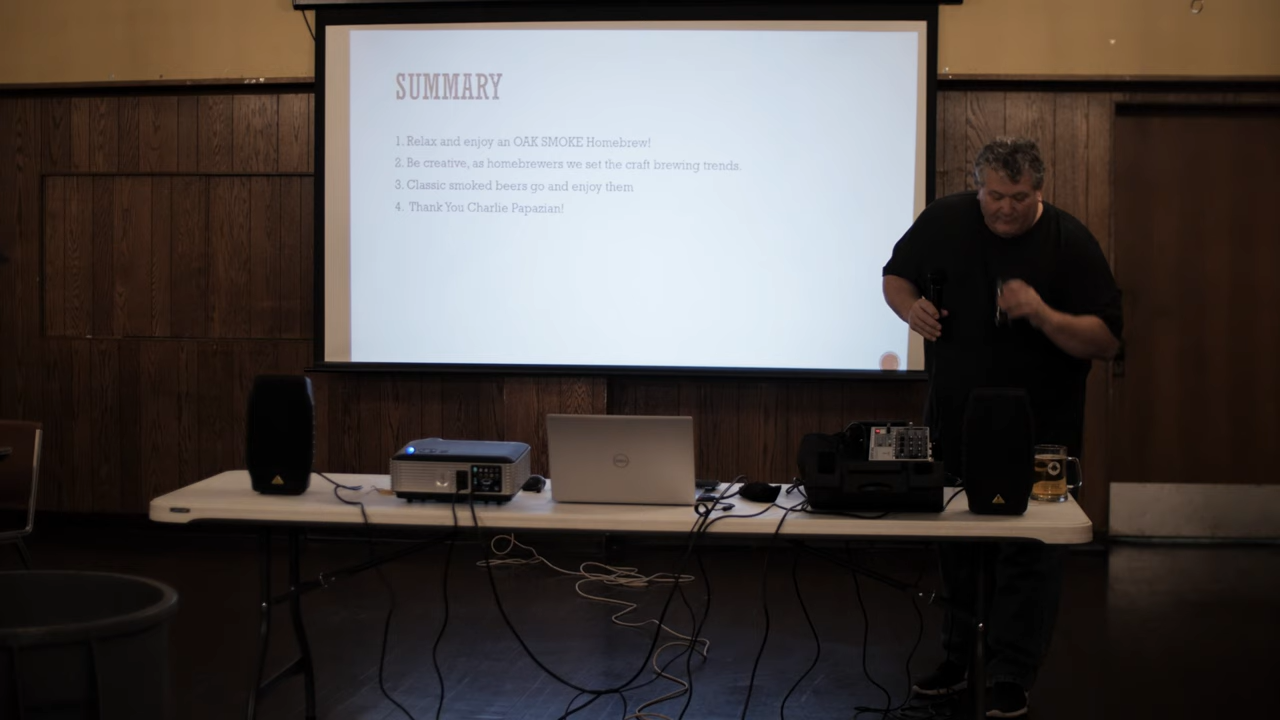 SUMMARY
1. Relax and enjoy an OAK SMOKE Homebrew!
2. Be creative, as homebrewers we set the craft brewing trends.
3. Classic smoked beers go and enjoy them
4. Thank You Charlie Papazian!
DELL